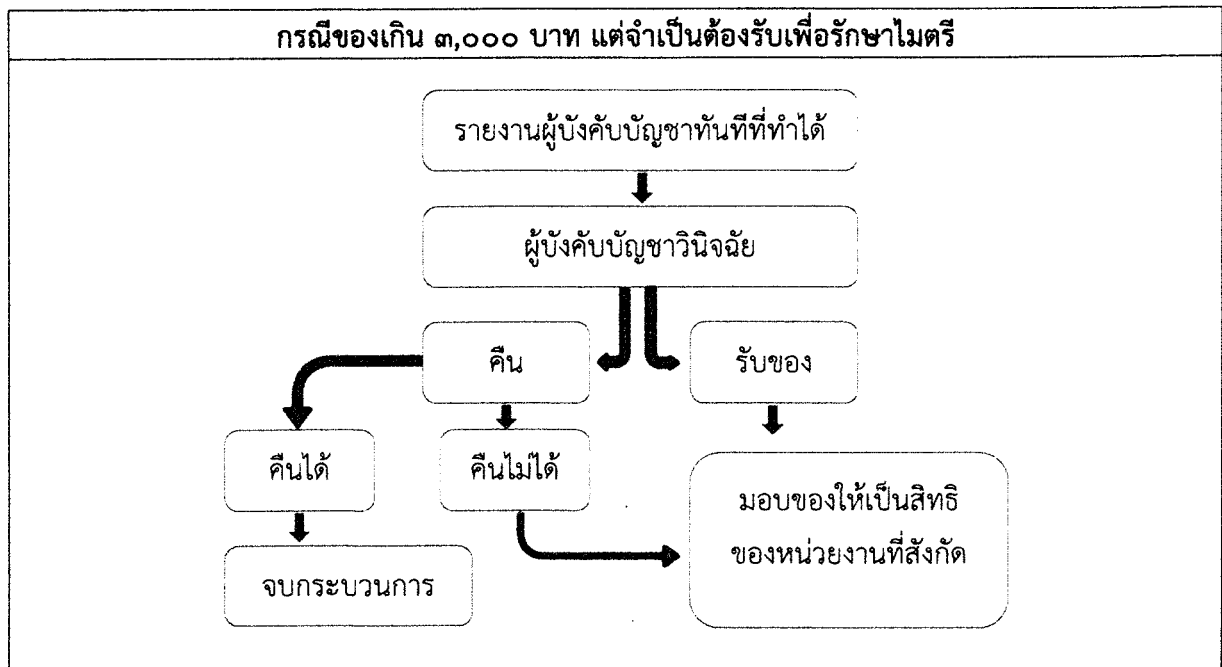 กรณีของเกิน ๓,๐๐๐ บาท แต่จำเป็นต้องรับเพื่อรักษาไมตรี
รายงานผู้บังคับบัญชาทันทีที่ทำได้
ผู้บังคับบัญชาวินิจฉัย
คืน
รับของ
คืนได้
คืนไม่ได้
มอบของให้เป็นสิทธิ
ของหน่วยงานที่สังกัด
จบกระบวนการ